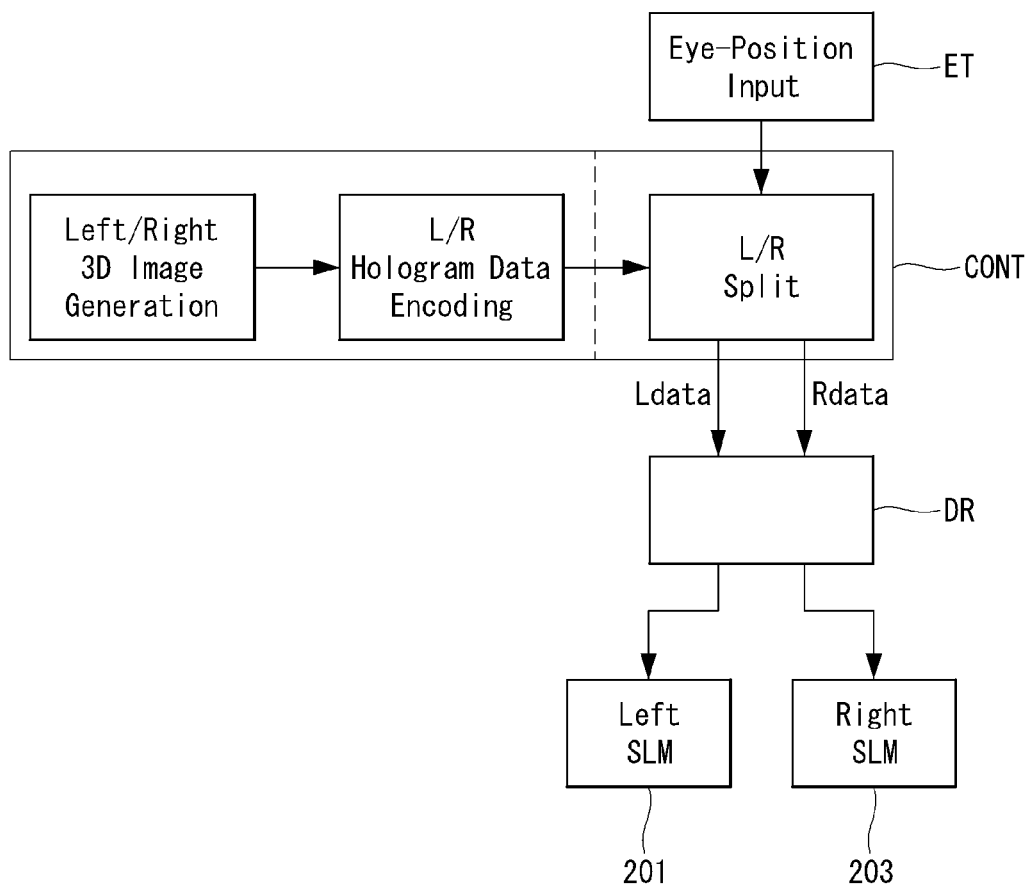 Eye-Position
Input
ET
Left/Right
3D Image
Generation
L/R
Hologram Data
Encoding
L/R
Split
CONT
Ldata
Rdata
DR
Left
SLM
Right
SLM
201
203